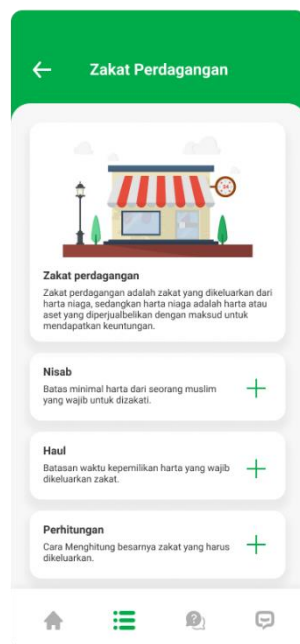 Zakat Perdagangan
Zakat perdagangan
Zakat perdagangan adalah zakat yang dikeluarkan dari
harta niaga, sedangkan harta niaga adalah harta atau
aset yang diperjualbelikan dengan maksud untuk
mendapatkan keuntungan.
Nisab
Batas minimal harta dari seorang muslim
yang wajib untuk dizakati.
Haul
Batasan waktu kepemilikan harta yang wajib
dikeluarkan zakat.
Perhitungan
Cara Menghitung besarnya zakat yang harus
dikeluarkan.